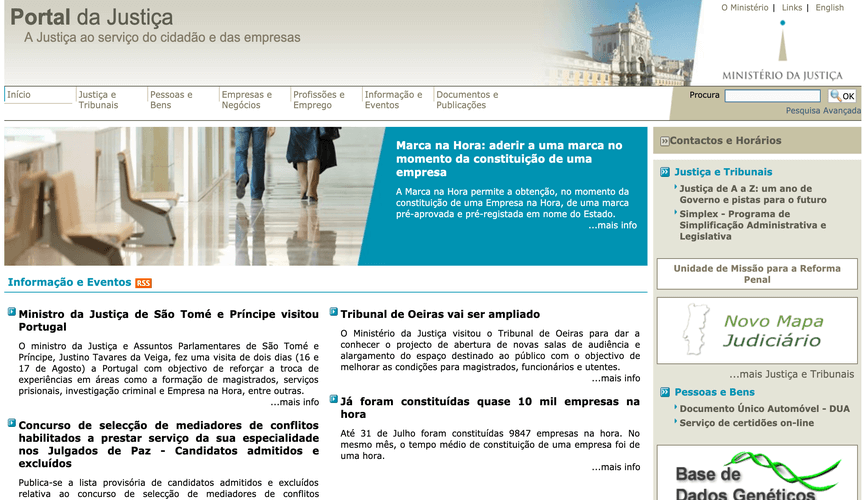 Portal da Justiça
A Justiça ao serviço do cidadão e das empresas
O Ministério | Links | English
MINISTÉRIO DA JUSTIÇA
Início
Justiça e
Tribunais
Pessoas e
Bens
Empresas e
Negócios
Profissões e
Emprego
Informação e
Eventos
Documentos e
Publicações
Procura
OK
Pesquisa Avançada
Marca na Hora: aderir a uma marca no
momento da constituição de uma
empresa
A Marca na Hora permite a obtenção, no momento da
constituição de uma Empresa na Hora, de uma marca
pré-aprovada e pré-registada em nome do Estado.
...mais info
Informação e Eventos RSS
Ministro da Justiça de São Tomé e Príncipe visitou
Portugal
O ministro da Justiça e Assuntos Parlamentares de São Tomé e
Príncipe, Justino Tavares da Veiga, fez uma visita de dois dias (16 e
17 de Agosto) a Portugal com objectivo de reforçar a troca de
experiências em áreas como a formação de magistrados, serviços
prisionais, investigação criminal e Empresa na Hora, entre outras.
...mais info
Concurso de selecção de mediadores de conflitos
habilitados a prestar serviço da sua especialidade
nos Julgados de Paz - Candidatos admitidos e
excluídos
Publica-se a lista provisória de candidatos admitidos e excluídos
relativa ao concurso de selecção de mediadores de conflitos
Tribunal de Oeiras vai ser ampliado
O Ministério da Justiça visitou o Tribunal de Oeiras para dar a
conhecer o projecto de abertura de novas salas de audiência e
alargamento do espaço destinado ao público com o objectivo de
melhorar as condições para magistrados, funcionários e utentes.
...mais info
Já foram constituídas quase 10 mil empresas na
hora
Até 31 de Julho foram constituídas 9847 empresas na hora. No
mesmo mês, o tempo médio de constituição de uma empresa foi de
uma hora.
...mais info
Contactos e Horários
Justiça e Tribunais
Justiça de A a Z: um ano de
Governo e pistas para o futuro
Simplex - Programa de
Simplificação Administrativa e
Legislativa
Unidade de Missão para a Reforma
Penal
Novo Mapa
Judiciário
...mais Justiça e Tribunais
Pessoas e Bens
Documento Único Automóvel - DUA
Serviço de certidões on-line
Base de
Dados Genéticos